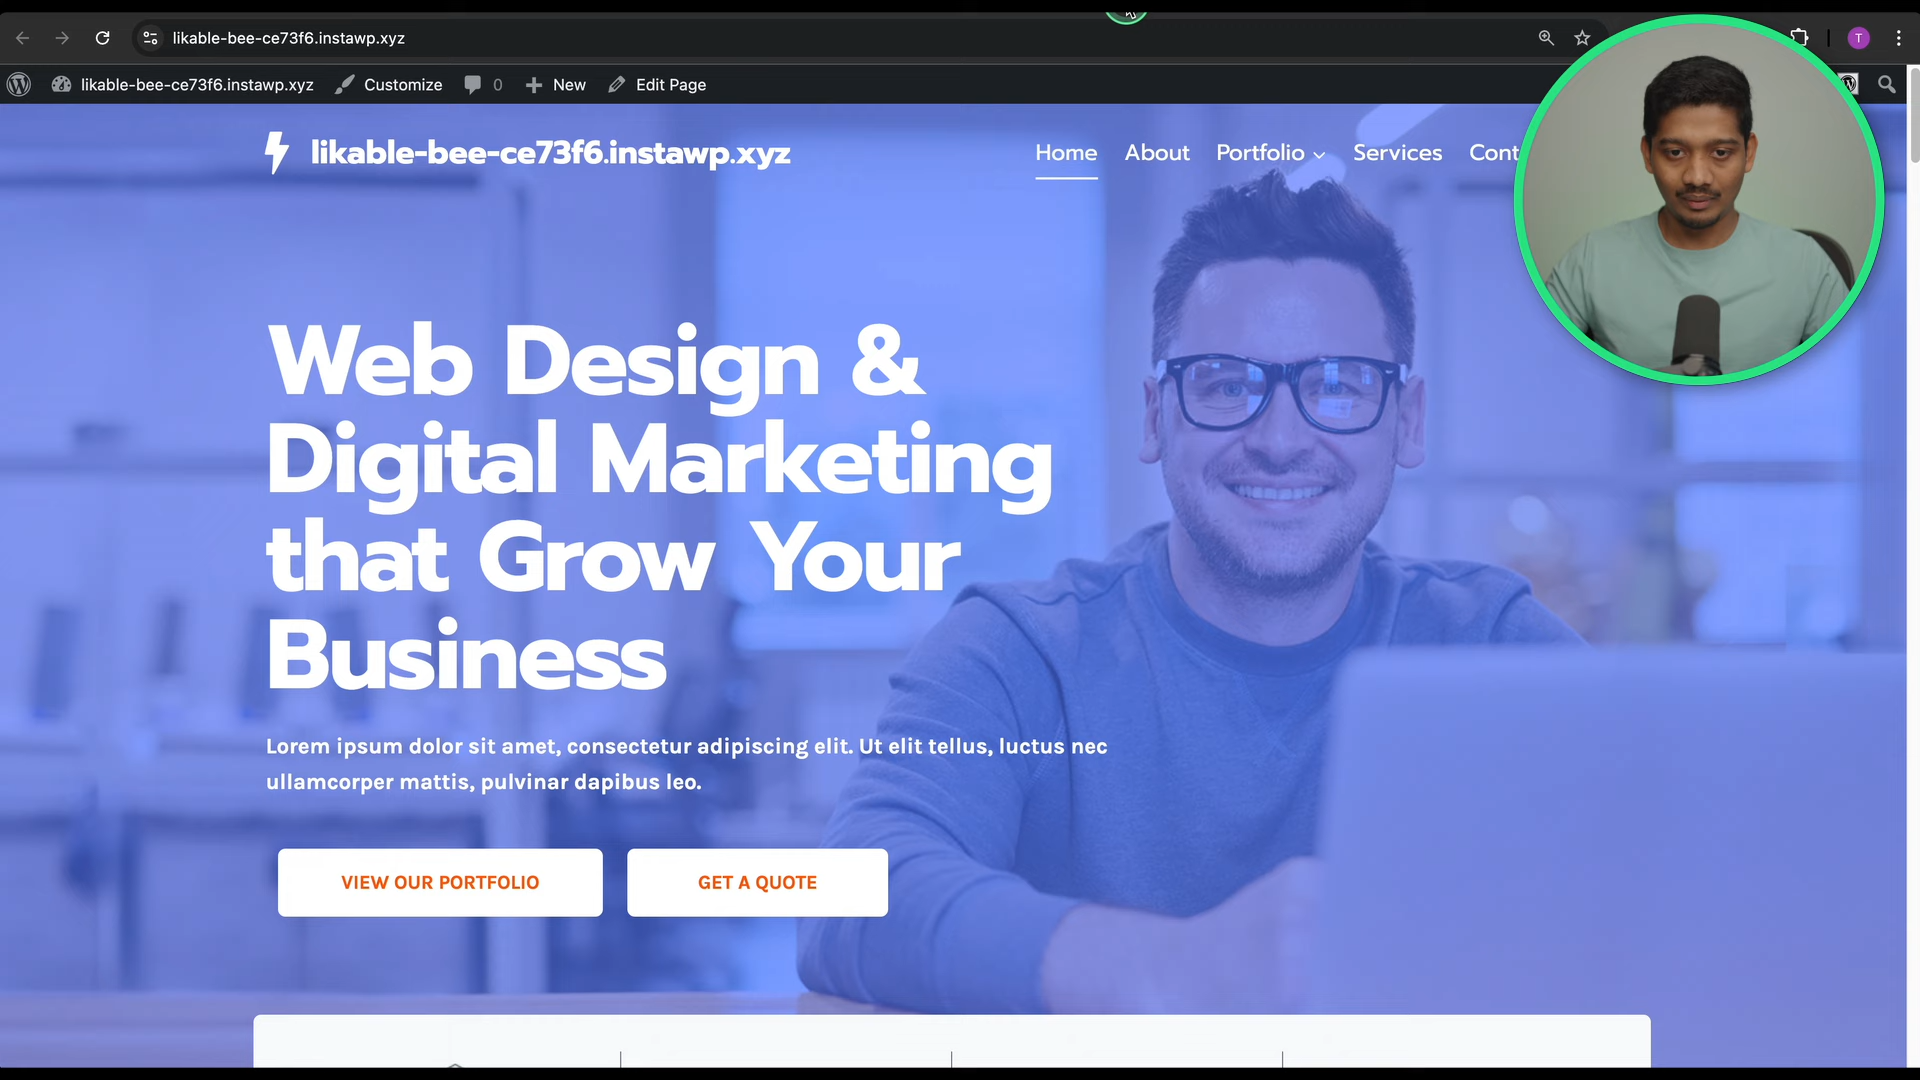 likable-bee-ce73f6.instawp.xyz
T
likable-bee-ce73f6.instawp.xyz Customize 0 New Edit Page
likable-bee-ce73f6.instawp.xyz
Home About Portfolio Services Cont
Web Design &
Digital Marketing
that Grow Your
Business
Lorem ipsum dolor sit amet, consectetur adipiscing elit. Ut elit tellus, luctus nec
ullamcorper mattis, pulvinar dapibus leo.
VIEW OUR PORTFOLIO GET A QUOTE